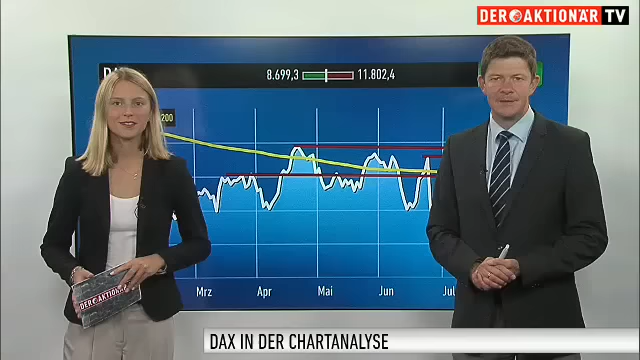 DER AKTIONÄR TV
8.699,3 11.802,4
200
Mrz Apr Mai Jun
DER AKTIONÄR
DAX IN DER CHARTANALYSE